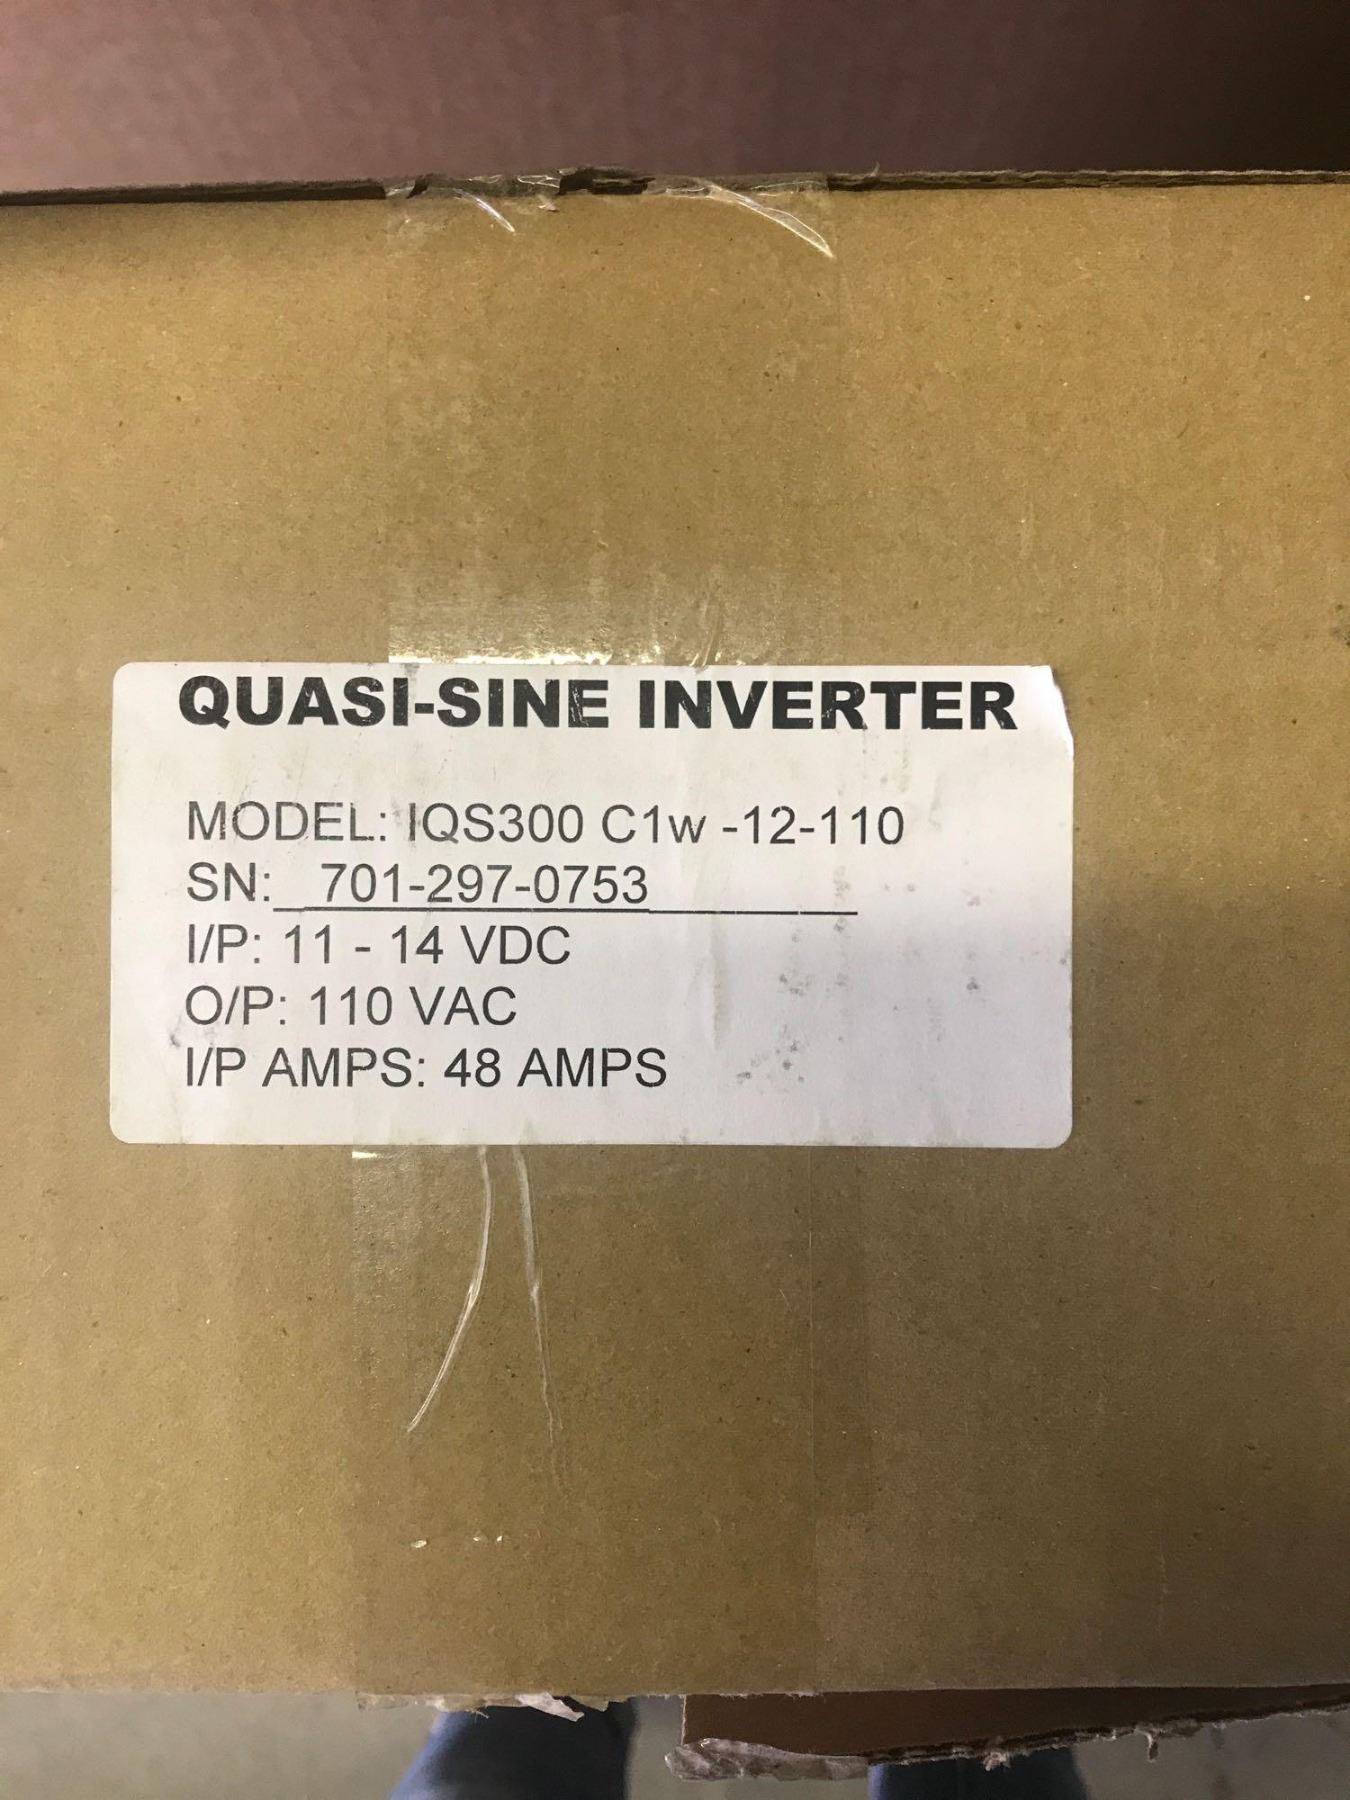 QUASI-SINE INVERTER
MODEL: IQS300 C1w -12-110
SN: 701-297-0753
I/P: 11 - 14 VDC
O/P: 110 VAC
I/P AMPS: 48 AMPS